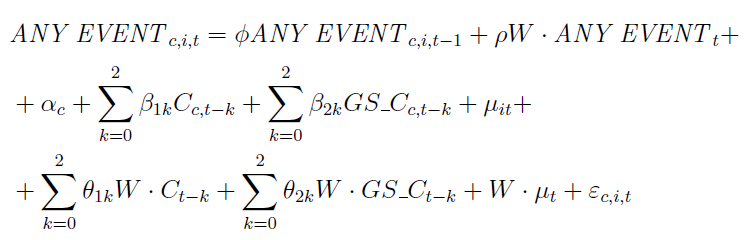 ANY EVENT_{c,i,t} = ϕANY EVENT_{c,i,t−1} + ρW · ANY EVENT_t+
+ α_c + ∑_{k=0}^{2} β_{1k}C_{c,t−k} + ∑_{k=0}^{2} β_{2k}GS_C_{c,t−k} + μ_{it}+
+ ∑_{k=0}^{2} θ_{1k}W · C_{t−k} + ∑_{k=0}^{2} θ_{2k}W · GS_C_{t−k} + W · μ_t + ε_{c,i,t}